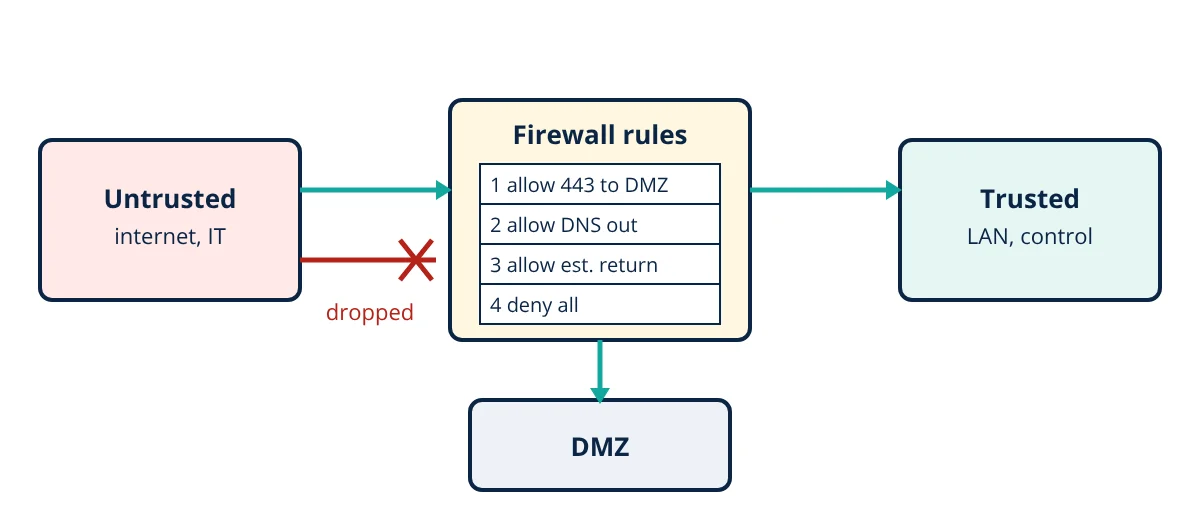 Untrusted
internet, IT
dropped
Firewall rules
1 allow 443 to DMZ
2 allow DNS out
3 allow est. return
4 deny all
Trusted
LAN, control
DMZ